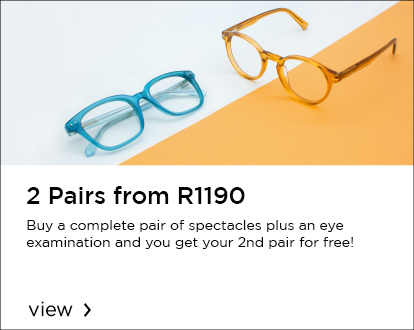 2 Pairs from R1190
Buy a complete pair of spectacles plus an eye
examination and you get your 2nd pair for free!
view >